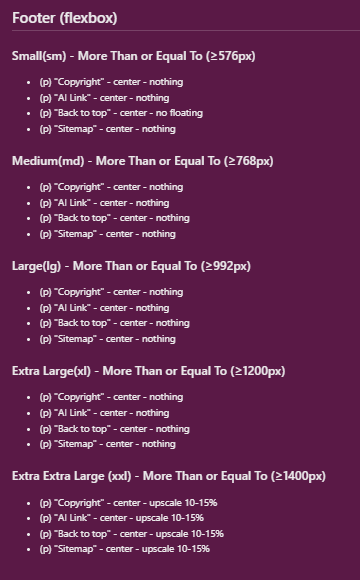 Footer (flexbox)
Small(sm) - More Than or Equal To (≥576px)
• (p) "Copyright" - center - nothing
• (p) "AI Link" - center - nothing
• (p) "Back to top" - center - no floating
• (p) "Sitemap" - center - nothing
Medium(md) - More Than or Equal To (≥768px)
• (p) "Copyright" - center - nothing
• (p) "AI Link" - center - nothing
• (p) "Back to top" - center - nothing
• (p) "Sitemap" - center - nothing
Large(lg) - More Than or Equal To (≥992px)
• (p) "Copyright" - center - nothing
• (p) "AI Link" - center - nothing
• (p) "Back to top" - center - nothing
• (p) "Sitemap" - center - nothing
Extra Large(xl) - More Than or Equal To (≥1200px)
• (p) "Copyright" - center - nothing
• (p) "AI Link" - center - nothing
• (p) "Back to top" - center - nothing
• (p) "Sitemap" - center - nothing
Extra Extra Large (xxl) - More Than or Equal To (≥1400px)
• (p) "Copyright" - center - upscale 10-15%
• (p) "AI Link" - center - upscale 10-15%
• (p) "Back to top" - center - upscale 10-15%
• (p) "Sitemap" - center - upscale 10-15%